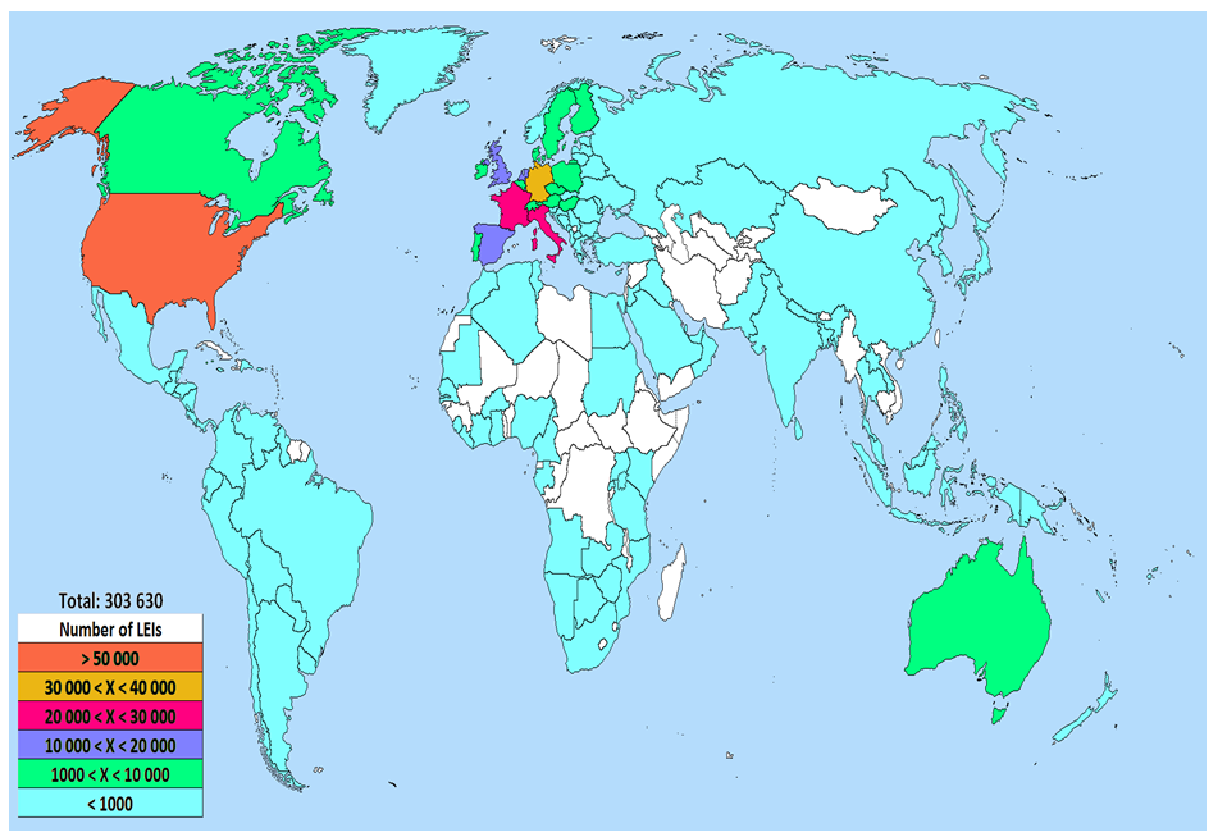 Total: 303 630
Number of LEIs
> 50 000
30 000 < X < 40 000
20 000 < X < 30 000
10 000 < X < 20 000
1000 < X < 10 000
< 1000